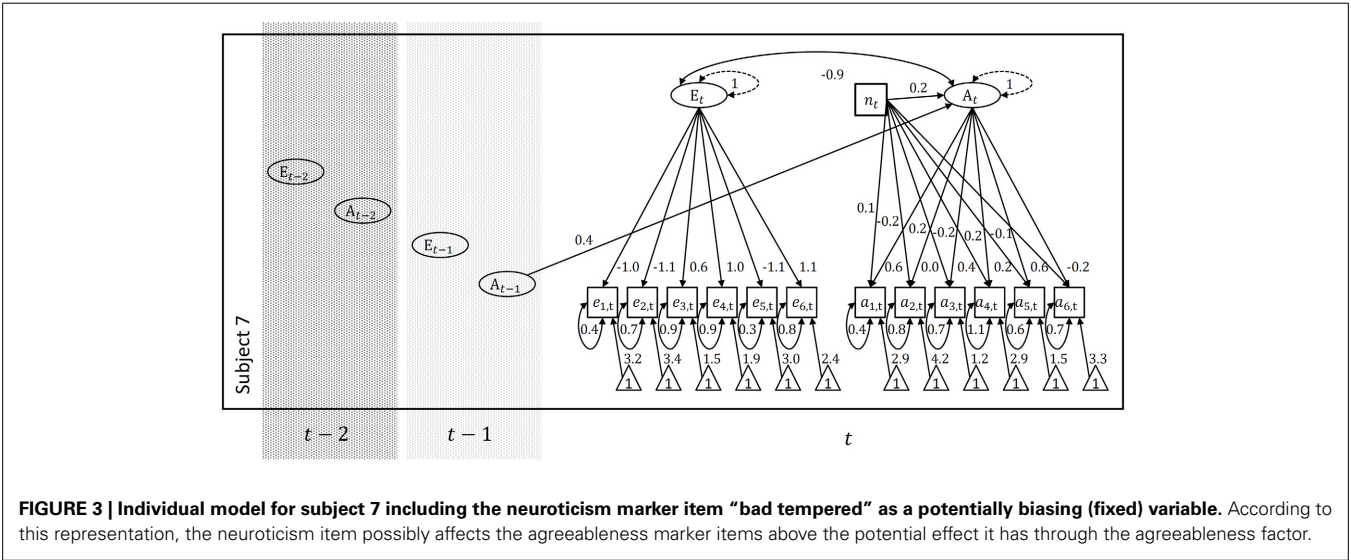 -0.9
1
1
E_t
n_t
0.2
A_t
E_{t−2}
A_{t−2}
E_{t−1}
A_{t−1}
0.4
0.1 -0.2 0.2 -0.2 0.2 -0.1
-1.0 -1.1 0.6 1.0 -1.1 1.1
0.6 0.0 0.4 0.2 0.6 -0.2
e_{1,t} e_{2,t} e_{3,t} e_{4,t} e_{5,t} e_{6,t}
a_{1,t} a_{2,t} a_{3,t} a_{4,t} a_{5,t} a_{6,t}
0.4 0.7 0.9 0.9 0.3 0.8
0.4 0.8 0.7 1.1 0.6 0.7
3.2 3.4 1.5 1.9 3.0 2.4
2.9 4.2 1.2 2.9 1.5 3.3
1 1 1 1 1 1
1 1 1 1 1 1
Subject 7
t − 2
t − 1
t
FIGURE 3 | Individual model for subject 7 including the neuroticism marker item “bad tempered” as a potentially biasing (fixed) variable. According to
this representation, the neuroticism item possibly affects the agreeableness marker items above the potential effect it has through the agreeableness factor.